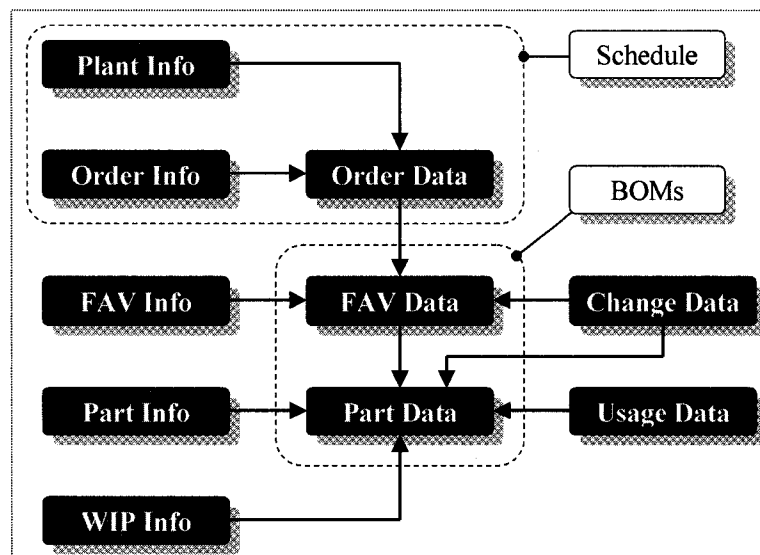 Plant Info
Schedule
Order Info
Order Data
BOMs
FAV Info
FAV Data
Change Data
Part Info
Part Data
Usage Data
WIP Info